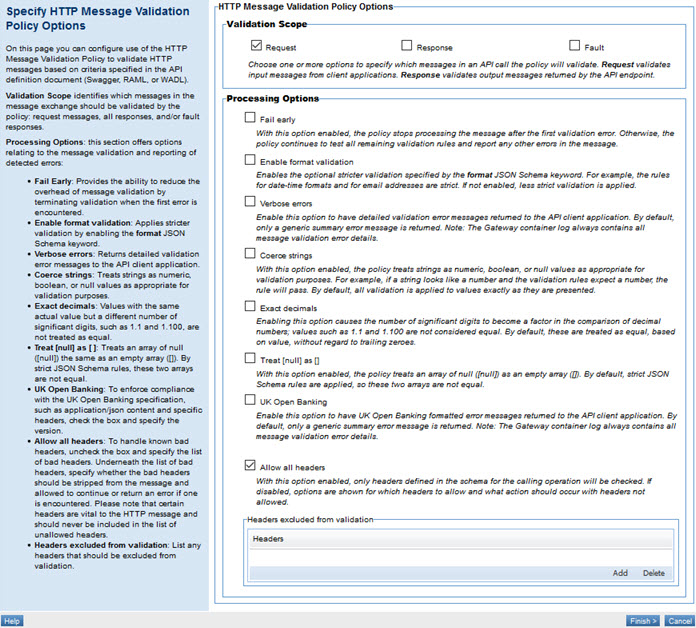 Specify HTTP Message Validation
Policy Options
On this page you can configure use of the HTTP
Message Validation Policy to validate HTTP
messages based on criteria specified in the API
definition document (Swagger, RAML, or WADL).
Validation Scope identifies which messages in the
message exchange should be validated by the
policy: request messages, all responses, and/or fault
responses.
Processing Options: this section offers options
relating to the message validation and reporting of
detected errors:
• Fail Early: Provides the ability to reduce the
overhead of message validation by
terminating validation when the first error is
encountered.
• Enable format validation: Applies stricter
validation by enabling the format JSON
Schema keyword.
• Verbose errors: Returns detailed validation
error messages to the API client application.
• Coerce strings: Treats strings as numeric,
boolean, or null values as appropriate for
validation purposes.
• Exact decimals: Values with the same
actual value but a different number of
significant digits, such as 1.1 and 1.100, are
not treated as equal.
• Treat [null] as [ ]: Treats an array of null
([null]) the same as an empty array ([]). By
strict JSON Schema rules, these two arrays
are not equal.
• UK Open Banking: To enforce compliance
with the UK Open Banking specification,
such as application/json content and specific
headers, check the box and specify the
version.
• Allow all headers: To handle known bad
headers, uncheck the box and specify the list
of bad headers. Underneath the list of bad
headers, specify whether the bad headers
should be stripped from the message and
allowed to continue or return an error if one
is encountered. Please note that certain
headers are vital to the HTTP message and
should never be included in the list of
unallowed headers.
• Headers excluded from validation: List any
headers that should be excluded from
validation.
HTTP Message Validation Policy Options
Validation Scope
Request Response Fault
Choose one or more options to specify which messages in an API call the policy will validate. Request validates
input messages from client applications. Response validates output messages returned by the API endpoint.
Processing Options
Fail early
With this option enabled, the policy stops processing the message after the first validation error. Otherwise, the
policy continues to test all remaining validation rules and report any other errors in the message.
Enable format validation
Enables the optional stricter validation specified by the format JSON Schema keyword. For example, the rules
for date-time formats and for email addresses are strict. If not enabled, less strict validation is applied.
Verbose errors
Enable this option to have detailed validation error messages returned to the API client application. By default,
only a generic summary error message is returned. Note: The Gateway container log always contains all
message validation error details.
Coerce strings
With this option enabled, the policy treats strings as numeric, boolean, or null values as appropriate for
validation purposes. For example, if a string looks like a number and the validation rules expect a number, the
rule will pass. By default, all validation is applied to values exactly as they are presented.
Exact decimals
Enabling this option causes the number of significant digits to become a factor in the comparison of decimal
numbers; values such as 1.1 and 1.100 are not considered equal. By default, these are treated as equal, based
on value, without regard to trailing zeroes.
Treat [null] as []
With this option enabled, the policy treats an array of null ([null]) as an empty array ([]). By default, strict JSON
Schema rules are applied, so these two arrays are not equal.
UK Open Banking
Enable this option to have UK Open Banking formatted error messages returned to the API client application. By
default, only a generic summary error message is returned. Note: The Gateway container log always contains all
message validation error details.
Allow all headers
With this option enabled, only headers defined in the schema for the calling operation will be checked. If
disabled, options are shown for which headers to allow and what action should occur with headers not
allowed.
Headers excluded from validation
Headers
Add Delete
Help Finish > Cancel